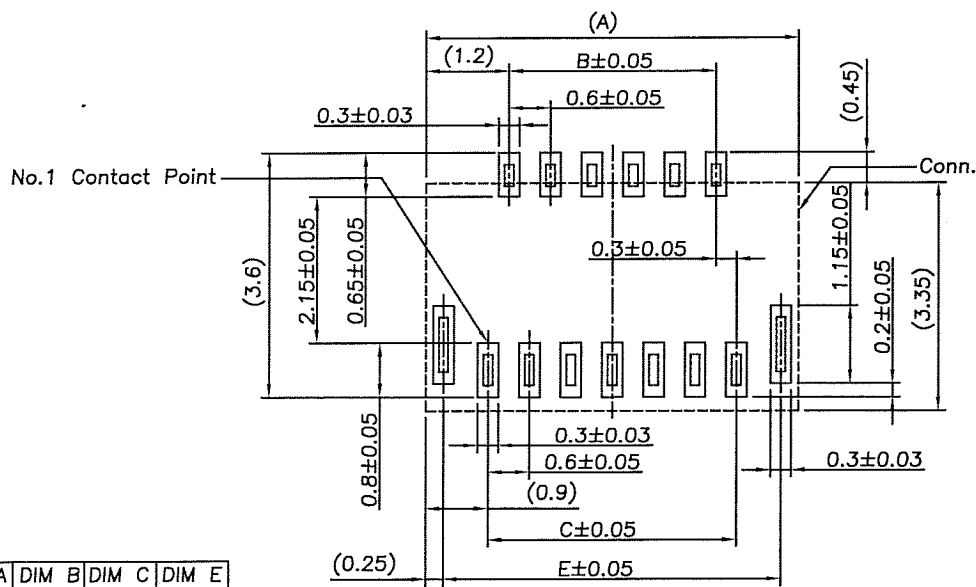 (A)
(1.2)
B±0.05
(0.45)
0.6±0.05
0.3±0.03
No.1 Contact Point
Conn.
(3.6)
2.15±0.05
0.65±0.05
0.3±0.05
1.15±0.05
0.2±0.05
(3.35)
0.8±0.05
0.3±0.03
0.6±0.05
0.3±0.03
(0.9)
C±0.05
(0.25)
E±0.05
A DIM B DIM C DIM E